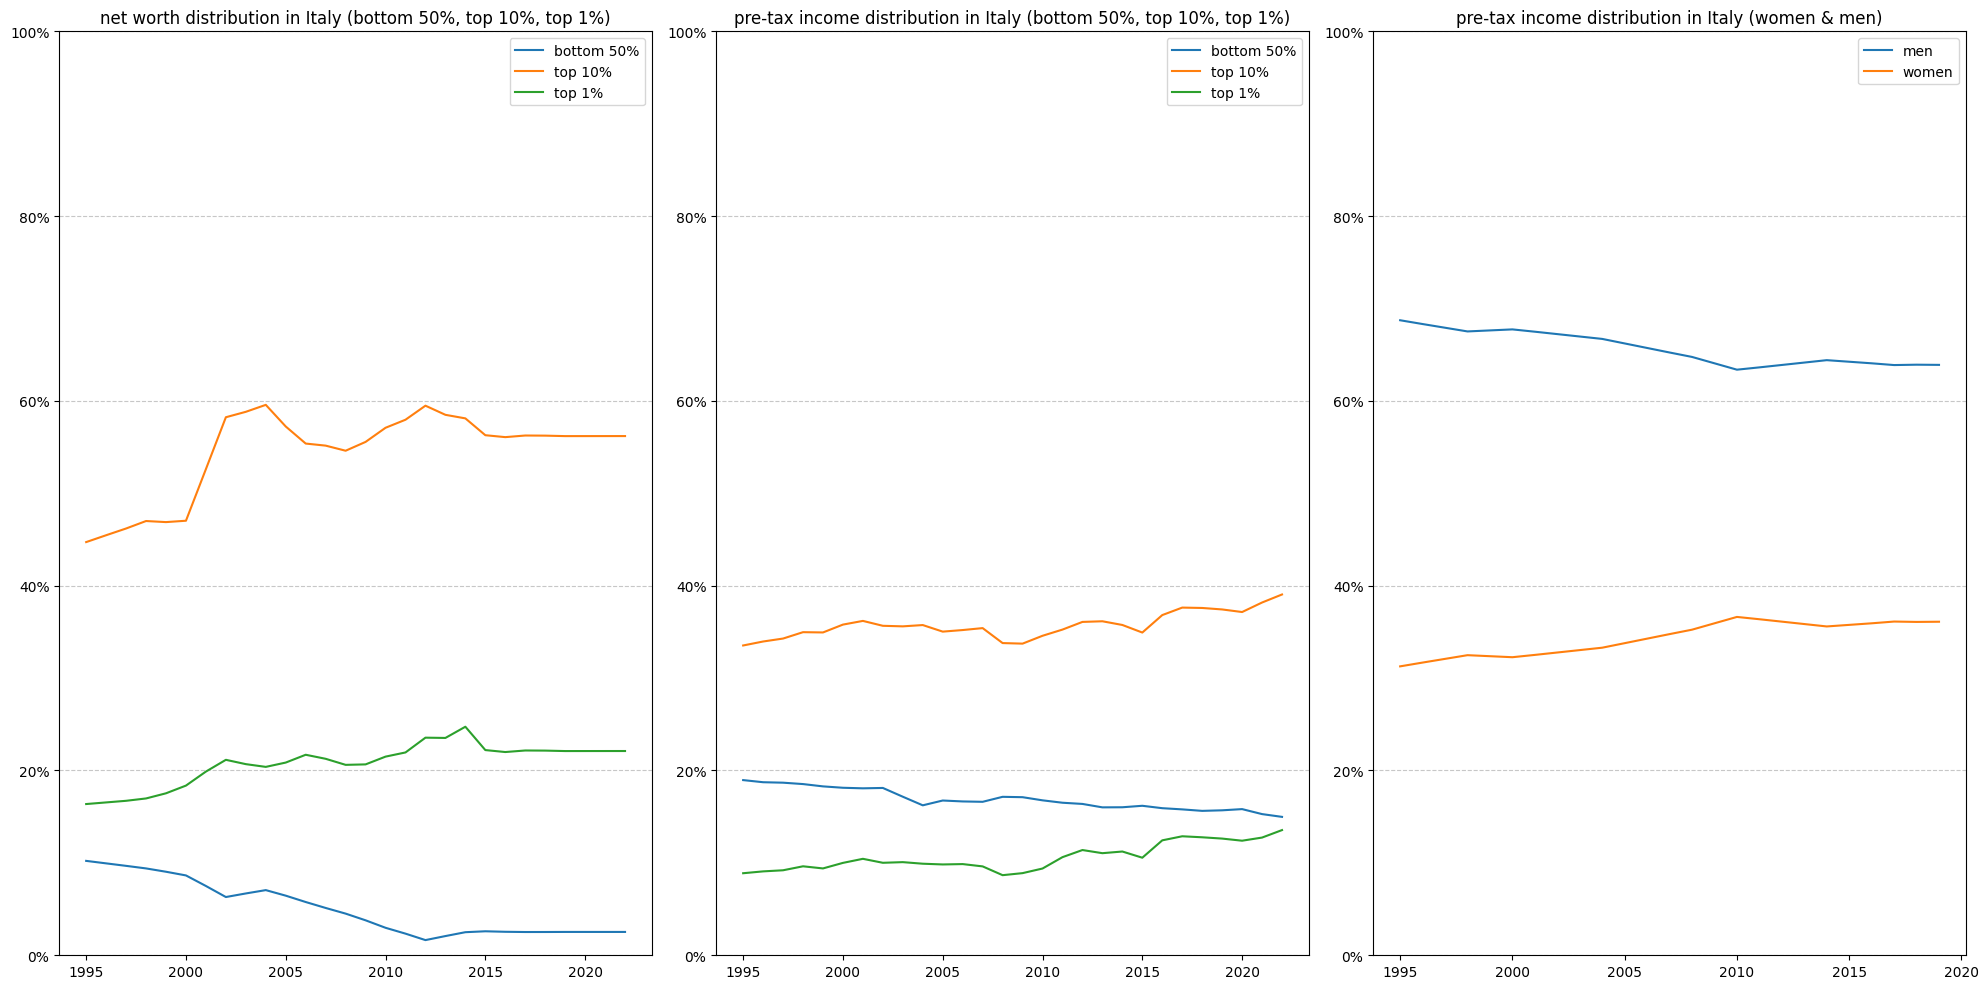 net worth distribution in Italy (bottom 50%, top 10%, top 1%)
100%
80%
60%
40%
20%
0%
1995 2000 2005 2010 2015 2020
bottom 50%
top 10%
top 1%
pre-tax income distribution in Italy (bottom 50%, top 10%, top 1%)
100%
80%
60%
40%
20%
0%
1995 2000 2005 2010 2015 2020
bottom 50%
top 10%
top 1%
pre-tax income distribution in Italy (women & men)
100%
80%
60%
40%
20%
0%
1995 2000 2005 2010 2015 2020
men
women